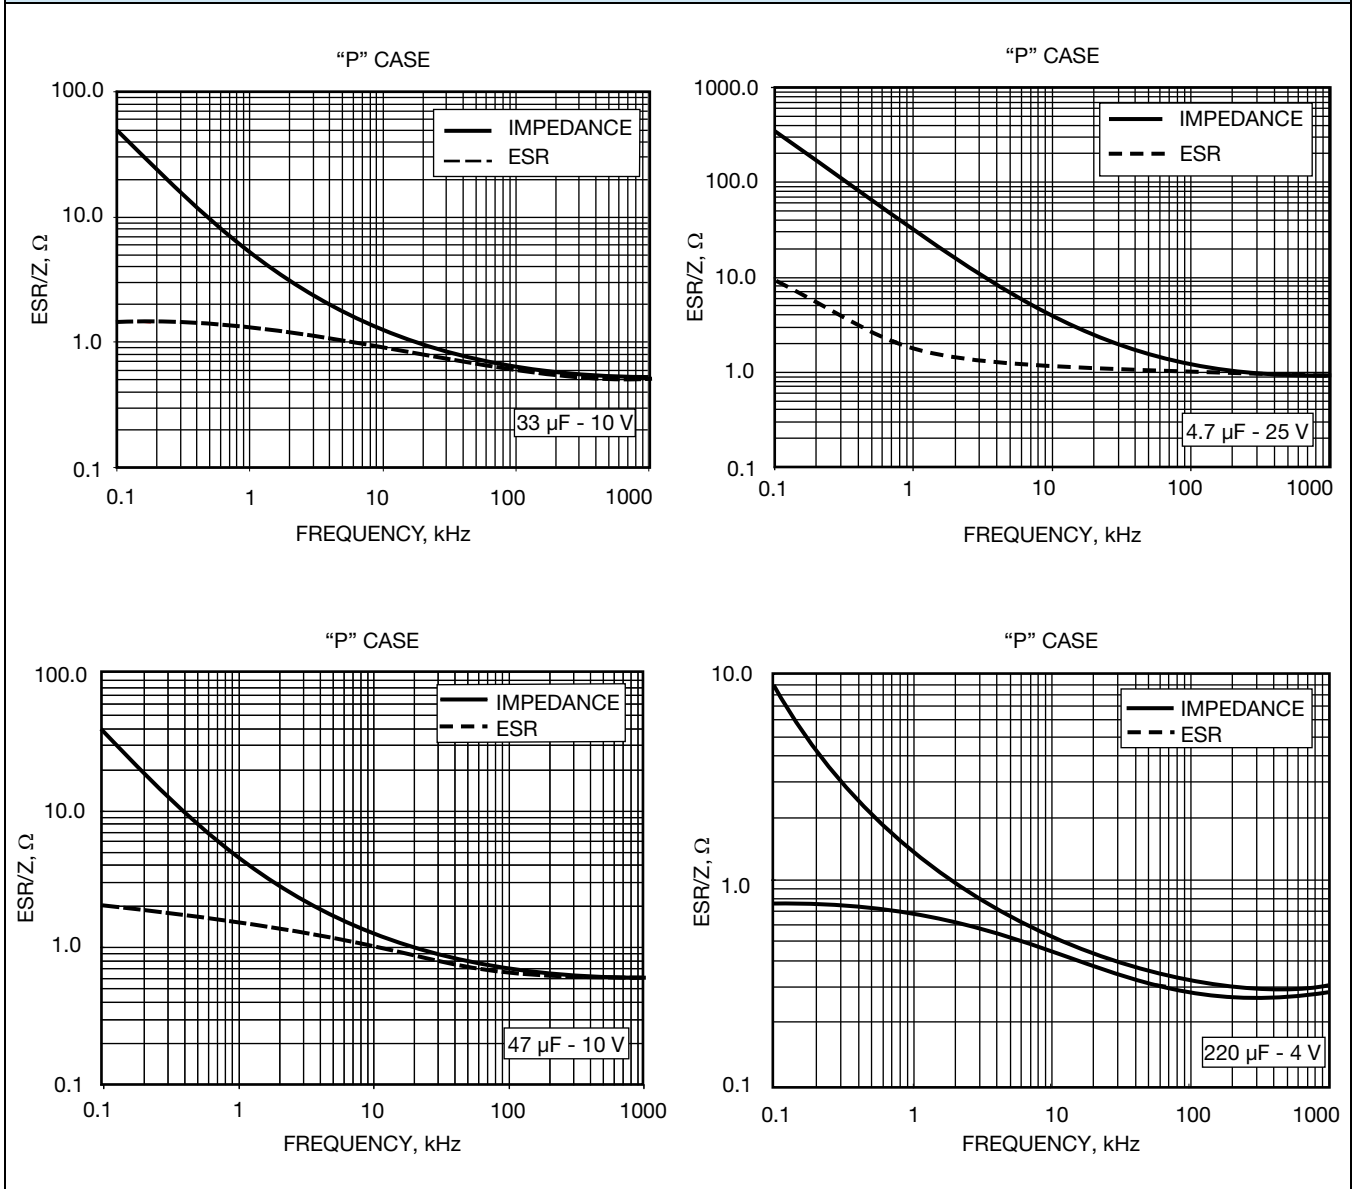 “P” CASE
100.0
10.0
1.0
0.1
ESR/Z, Ω
IMPEDANCE
ESR
33 µF - 10 V
0.1 1 10 100 1000
FREQUENCY, kHz
“P” CASE
1000.0
100.0
10.0
1.0
0.1
ESR/Z, Ω
IMPEDANCE
ESR
4.7 µF - 25 V
0.1 1 10 100 1000
FREQUENCY, kHz
“P” CASE
100.0
10.0
1.0
0.1
ESR/Z, Ω
IMPEDANCE
ESR
47 µF - 10 V
0.1 1 10 100 1000
FREQUENCY, kHz
“P” CASE
10.0
1.0
0.1
ESR/Z, Ω
IMPEDANCE
ESR
220 µF - 4 V
0.1 1 10 100 1000
FREQUENCY, kHz